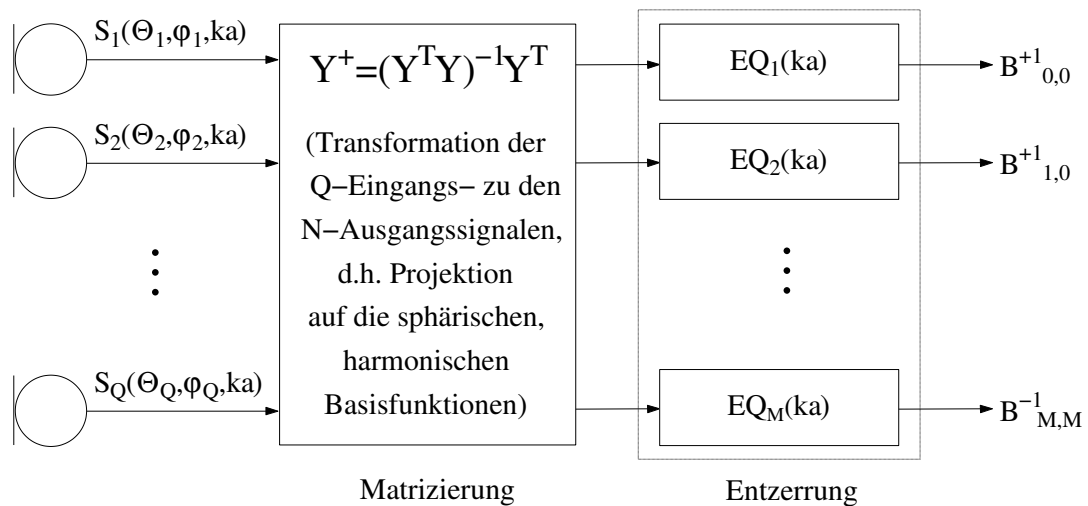 S1(Θ1,φ1,ka)
S2(Θ2,φ2,ka)
SQ(ΘQ,φQ,ka)
Y+=(YTY)−1YT
(Transformation der
Q−Eingangs− zu den
N−Ausgangssignalen,
d.h. Projektion
auf die sphärischen,
harmonischen
Basisfunktionen)
Matrizierung
EQ1(ka)
EQ2(ka)
EQM(ka)
Entzerrung
B+10,0
B+11,0
B−1M,M